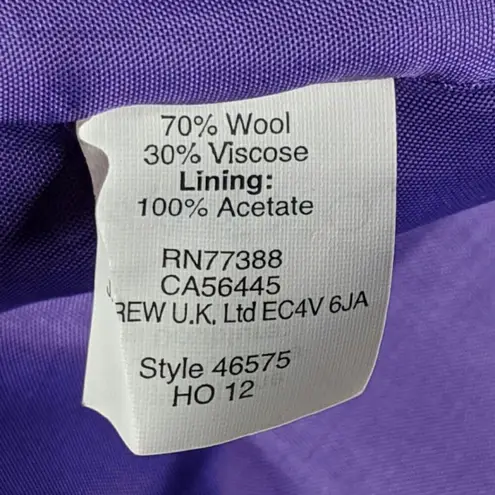 70% Wool
30% Viscose
Lining:
100% Acetate
RN77388
CA56445
J. REW U.K. Ltd EC4V 6JA
Style 46575
HO 12